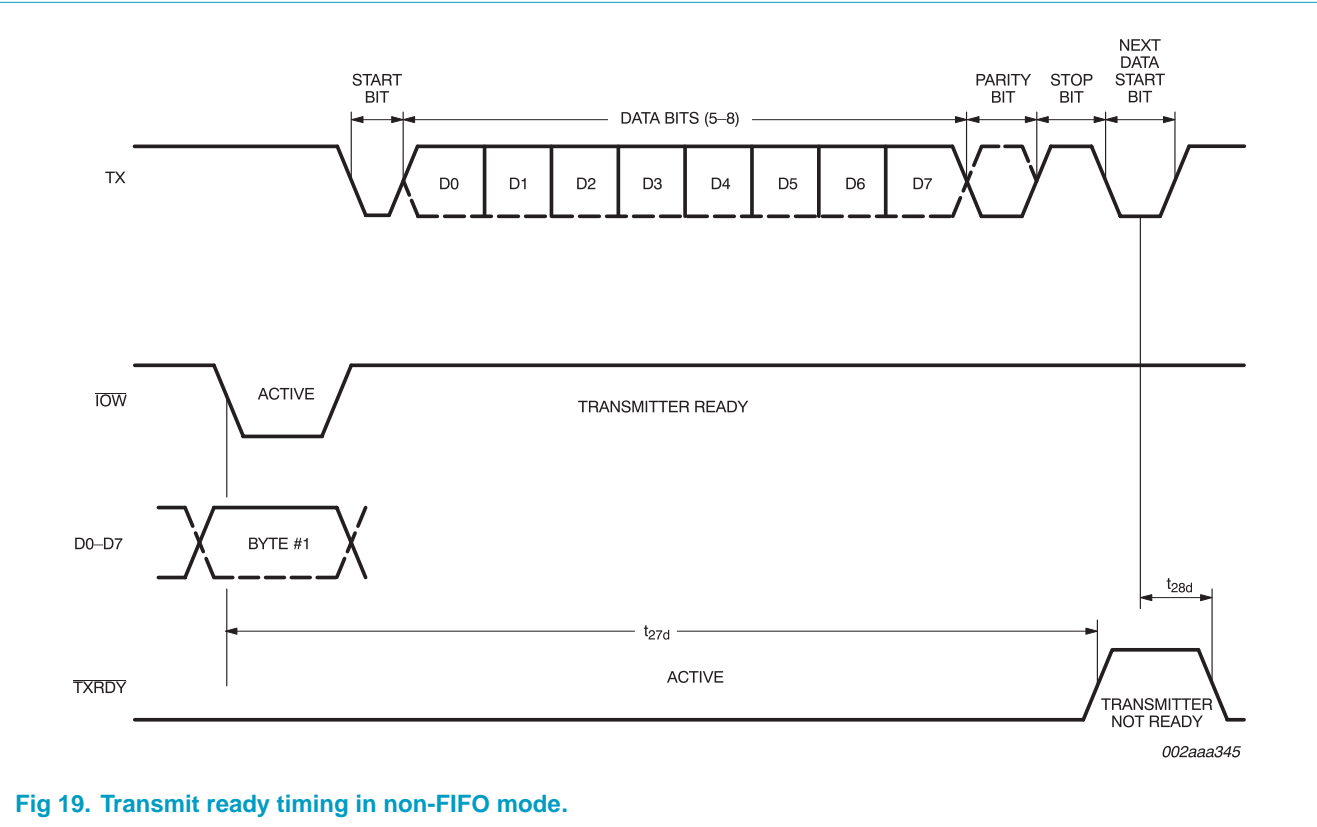 NEXT
DATA
START
BIT
START
BIT
PARITY
BIT
STOP
BIT
DATA BITS (5–8)
TX
D0 D1 D2 D3 D4 D5 D6 D7
IOW
ACTIVE
TRANSMITTER READY
D0–D7
BYTE #1
t28d
t27d
TXRDY
ACTIVE
TRANSMITTER
NOT READY
002aaa345
Fig 19. Transmit ready timing in non-FIFO mode.